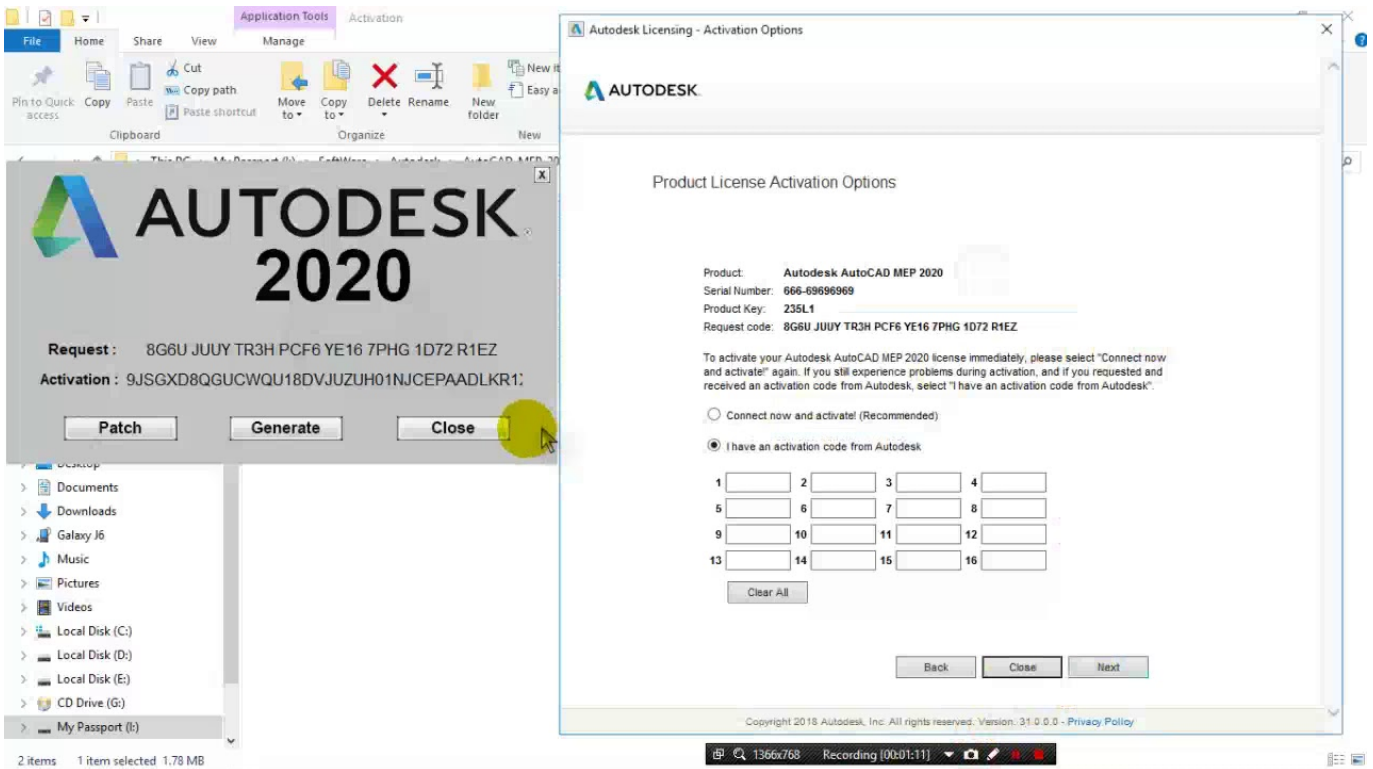 Application Tools
Activation
File
Home
Share
View
Manage
Pin to Quick access
Copy
Paste
Cut
Copy path
Paste shortcut
Move to
Copy to
Delete
Rename
New folder
New it
Easy a
Clipboard
Organize
New
AUTODESK
2020
Request : 8G6U JUUY TR3H PCF6 YE16 7PHG 1D72 R1EZ
Activation : 9JSGXD8QGUCWQU18DVJUZUH01NJCEPAADLKR1
Patch
Generate
Close
Desktop
Documents
Downloads
Galaxy J6
Music
Pictures
Videos
Local Disk (C:)
Local Disk (D:)
Local Disk (E:)
CD Drive (G:)
My Passport (I:)
2 items 1 item selected 1.78 MB
Autodesk Licensing - Activation Options
AUTODESK
Product License Activation Options
Product: Autodesk AutoCAD MEP 2020
Serial Number: 666-69696969
Product Key: 235L1
Request code: 8G6U JUUY TR3H PCF6 YE16 7PHG 1D72 R1EZ
To activate your Autodesk AutoCAD MEP 2020 license immediately, please select "Connect now
and activate!" again. If you still experience problems during activation, and if you requested and
received an activation code from Autodesk, select "I have an activation code from Autodesk".
Connect now and activate! (Recommended)
I have an activation code from Autodesk
1 2 3 4
5 6 7 8
9 10 11 12
13 14 15 16
Clear All
Back
Close
Next
Copyright 2018 Autodesk, Inc. All rights reserved. Version. 31.0.0.0 - Privacy Policy
1366x768 Recording [00:01:11]